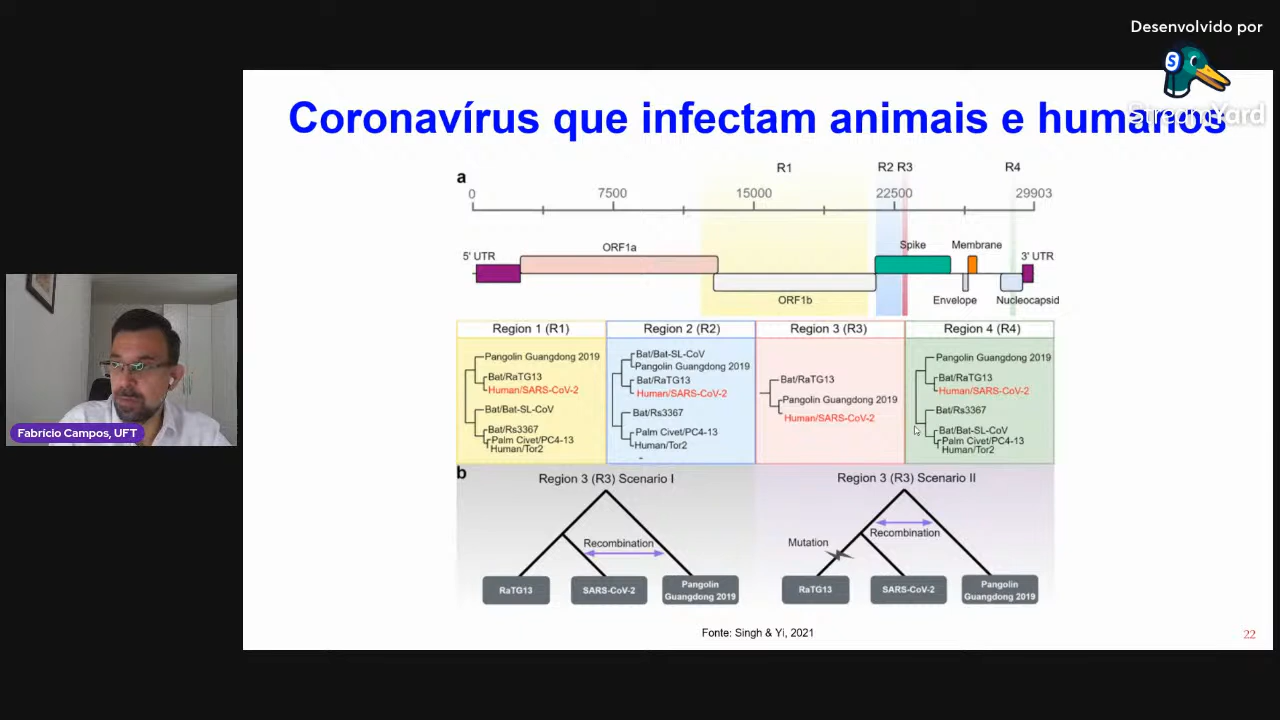 Desenvolvido por
S
StreamYard
Coronavírus que infectam animais e humanos
a
R1
R2 R3
R4
0
7500
15000
22500
29903
5' UTR
ORF1a
Spike
Membrane
3' UTR
ORF1b
Envelope
Nucleocapsid
Region 1 (R1)
Pangolin Guangdong 2019
Bat/RaTG13
Human/SARS-CoV-2
Bat/Bat-SL-CoV
Bat/Rs3367
Palm Civet/PC4-13
Human/Tor2
Region 2 (R2)
Bat/Bat-SL-CoV
Pangolin Guangdong 2019
Bat/RaTG13
Human/SARS-CoV-2
Bat/Rs3367
Palm Civet/PC4-13
Human/Tor2
-
Region 3 (R3)
Bat/RaTG13
Pangolin Guangdong 2019
Human/SARS-CoV-2
Region 4 (R4)
Pangolin Guangdong 2019
Bat/RaTG13
Human/SARS-CoV-2
Bat/Rs3367
Bat/Bat-SL-CoV
Palm Civet/PC4-13
Human/Tor2
b
Region 3 (R3) Scenario I
Recombination
RaTG13
SARS-CoV-2
Pangolin
Guangdong 2019
Region 3 (R3) Scenario II
Recombination
Mutation
RaTG13
SARS-CoV-2
Pangolin
Guangdong 2019
Fonte: Singh & Yi, 2021
22
Fabrício Campos, UFT